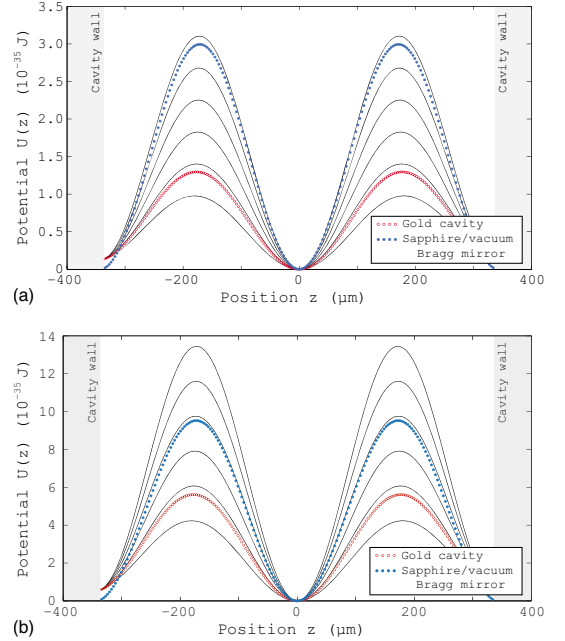 3.5
3.0
2.5
2.0
1.5
1.0
0.5
0
Potential U(z) (10⁻³⁵ J)
Cavity wall
Cavity wall
Gold cavity
Sapphire/vacuum
Bragg mirror
−400
−200
0
200
400
(a)
Position z (µm)
14
12
10
8
6
4
2
0
Potential U(z) (10⁻³⁵ J)
Cavity wall
Cavity wall
Gold cavity
Sapphire/vacuum
Bragg mirror
−400
−200
0
200
400
(b)
Position z (µm)